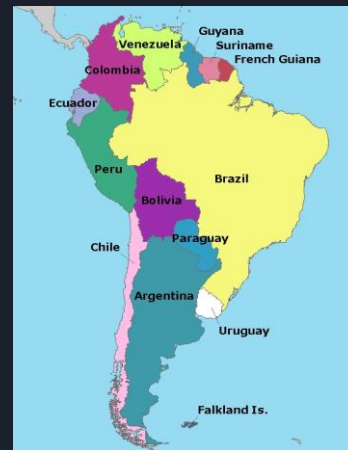 Guyana
Suriname
French Guiana
Venezuela
Colombia
Ecuador
Peru
Brazil
Bolivia
Paraguay
Chile
Argentina
Uruguay
Falkland Is.